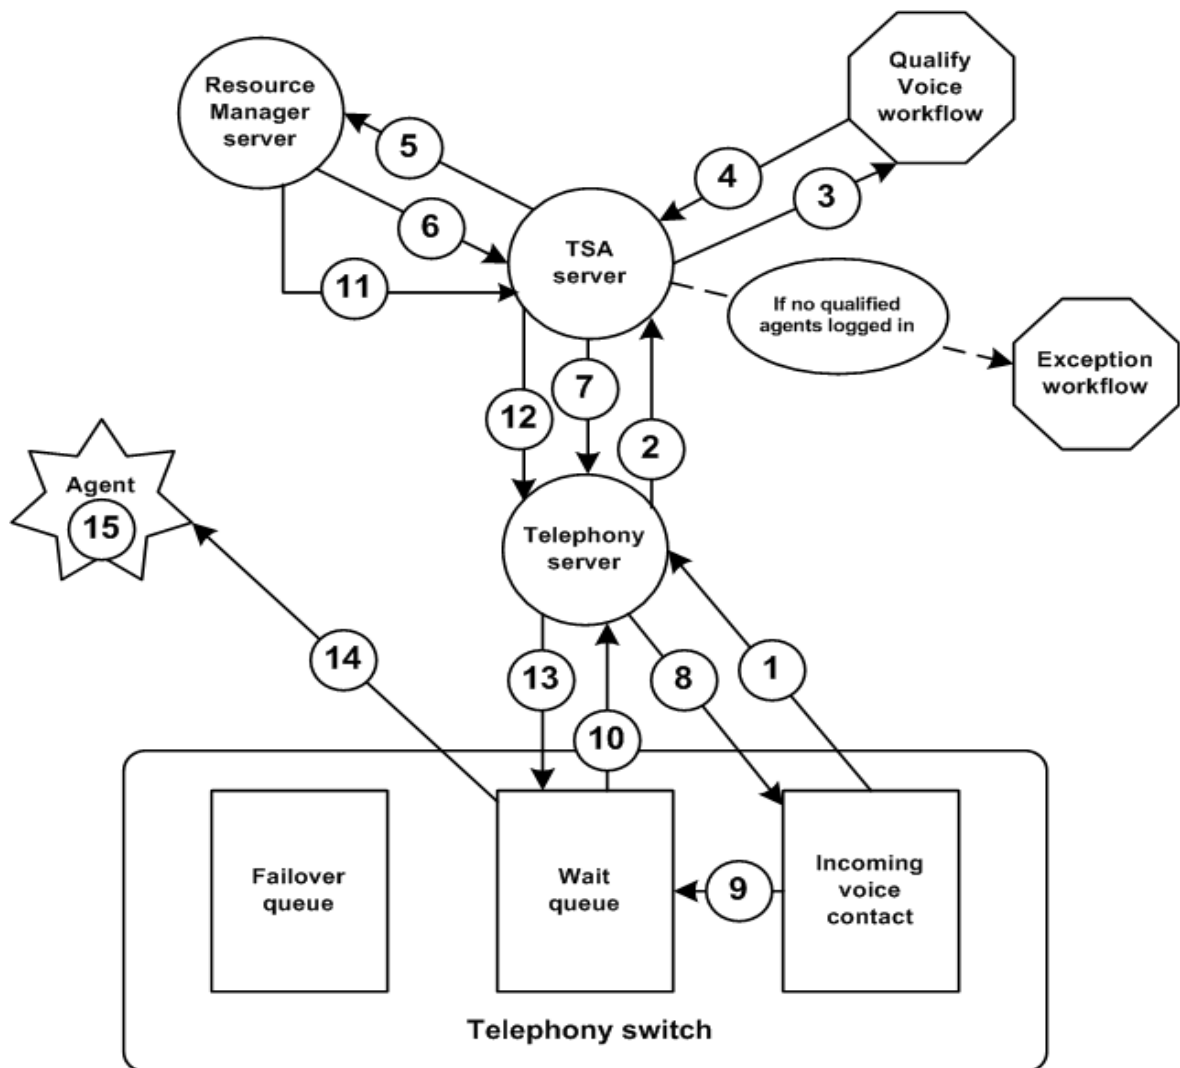 Resource
Manager
server
Qualify
Voice
workflow
5
4
3
6
TSA
server
11
If no qualified
agents logged in
Exception
workflow
7
12
2
Agent
15
Telephony
server
14
13
8
1
10
Failover
queue
Wait
queue
9
Incoming
voice
contact
Telephony switch